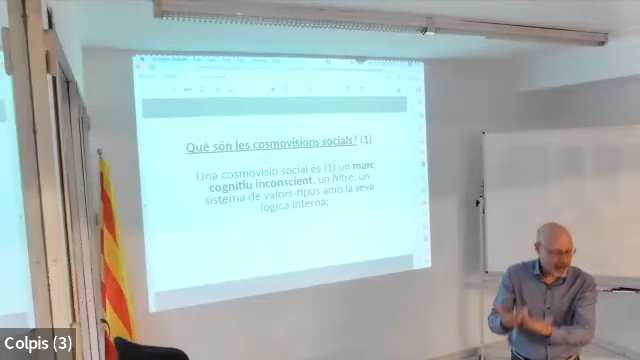 Què són les cosmovisions socials? (1)
Una cosmovisio social és (1) un marc
cognitiu inconscient, un filtre, un
sistema de valors-tipus amb la seva
lògica interna;
Colpis (3)